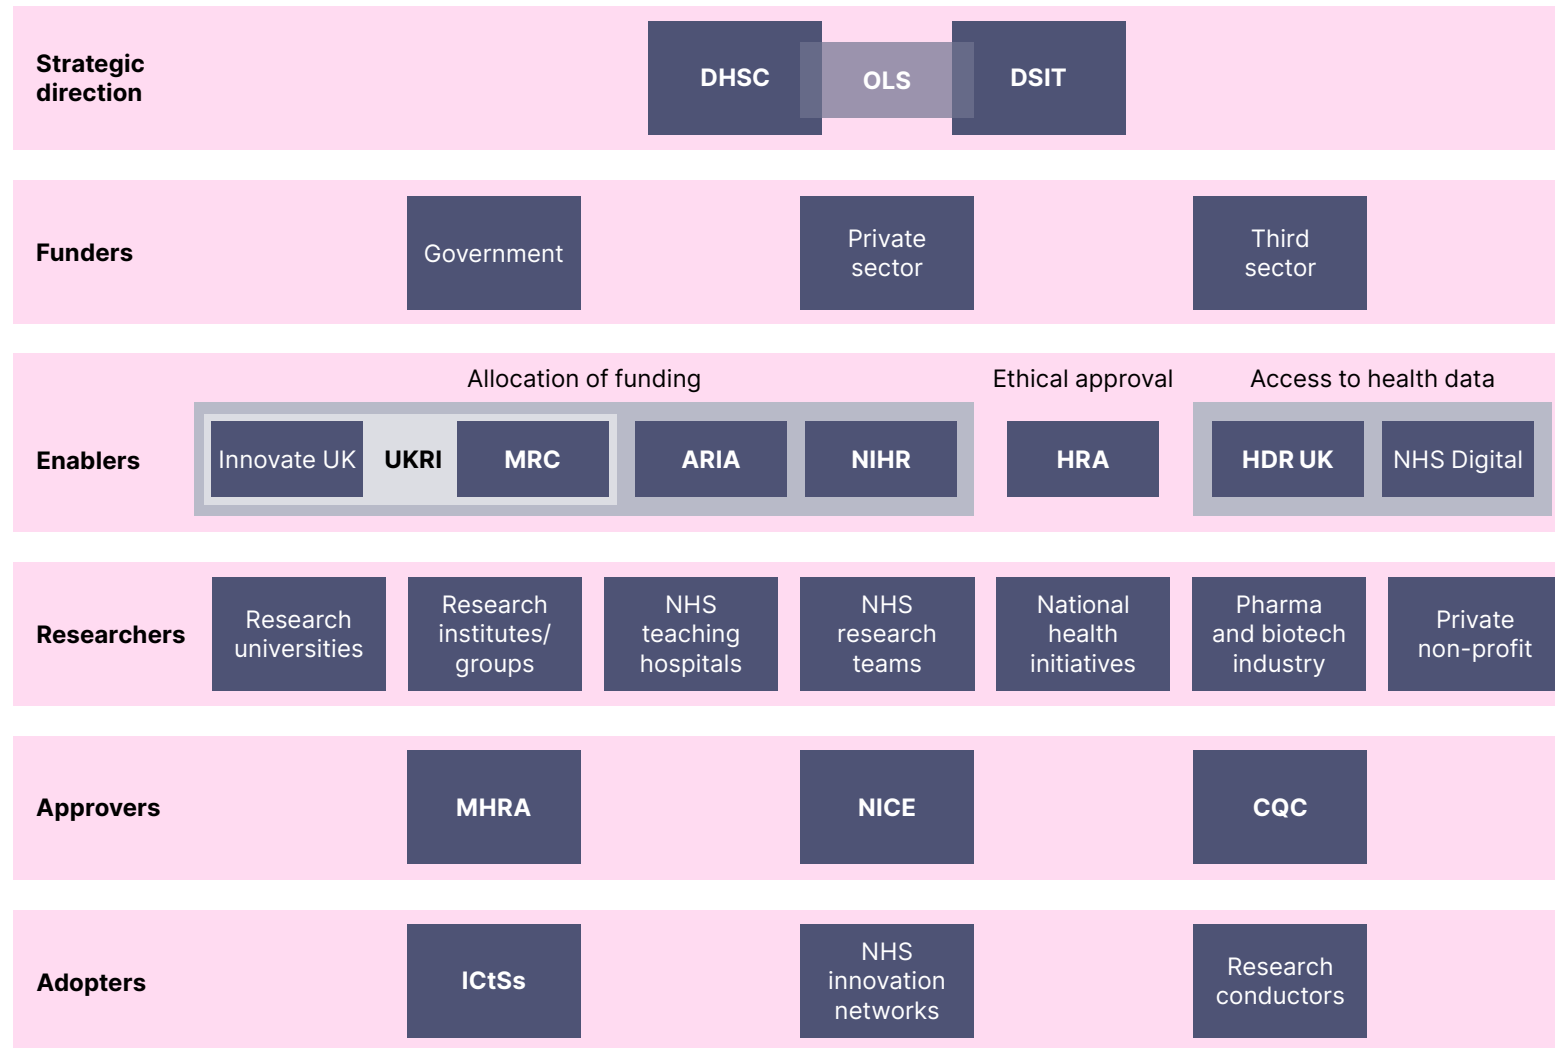 Strategic
direction
DHSC
OLS
DSIT
Funders
Government
Private
sector
Third
sector
Allocation of funding
Ethical approval
Access to health data
Enablers
Innovate UK
UKRI
MRC
ARIA
NIHR
HRA
HDR UK
NHS Digital
Researchers
Research
universities
Research
institutes/
groups
NHS
teaching
hospitals
NHS
research
teams
National
health
initiatives
Pharma
and biotech
industry
Private
non-profit
Approvers
MHRA
NICE
CQC
Adopters
ICtSs
NHS
innovation
networks
Research
conductors